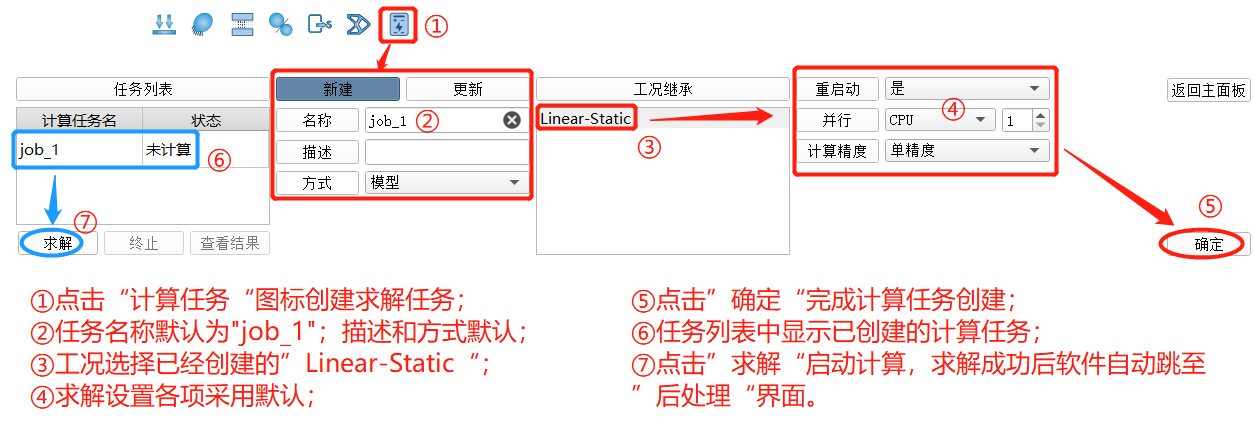 ①
任务列表
新建
更新
工况继承
重启动
是
返回主面板
计算任务名
状态
名称
job_1
②
Linear-Static
并行
CPU
④
1
job_1
未计算
⑥
描述
③
计算精度
单精度
方式
模型
⑦
⑤
求解
终止
查看结果
确定
①点击“计算任务“图标创建求解任务；
②任务名称默认为"job_1"；描述和方式默认；
③工况选择已经创建的”Linear-Static“；
④求解设置各项采用默认；
⑤点击”确定“完成计算任务创建；
⑥任务列表中显示已创建的计算任务；
⑦点击”求解“启动计算，求解成功后软件自动跳至
”后处理“界面。